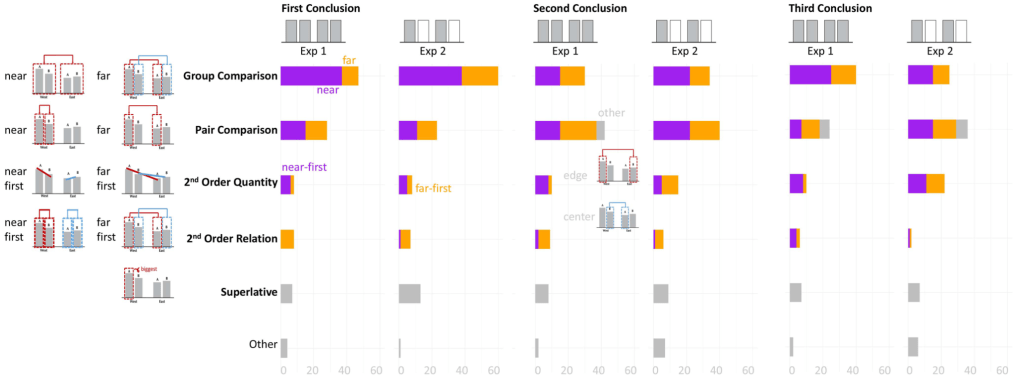 First Conclusion
Second Conclusion
Third Conclusion
Exp 1
Exp 2
Exp 1
Exp 2
Exp 1
Exp 2
near
far
Group Comparison
far
near
near
far
Pair Comparison
other
near
first
far
first
2nd Order Quantity
near-first
far-first
edge
center
near
first
far
first
2nd Order Relation
biggest
Superlative
Other
0 20 40 60
0 20 40 60
0 20 40 60
0 20 40 60
0 20 40 60
0 20 40 60